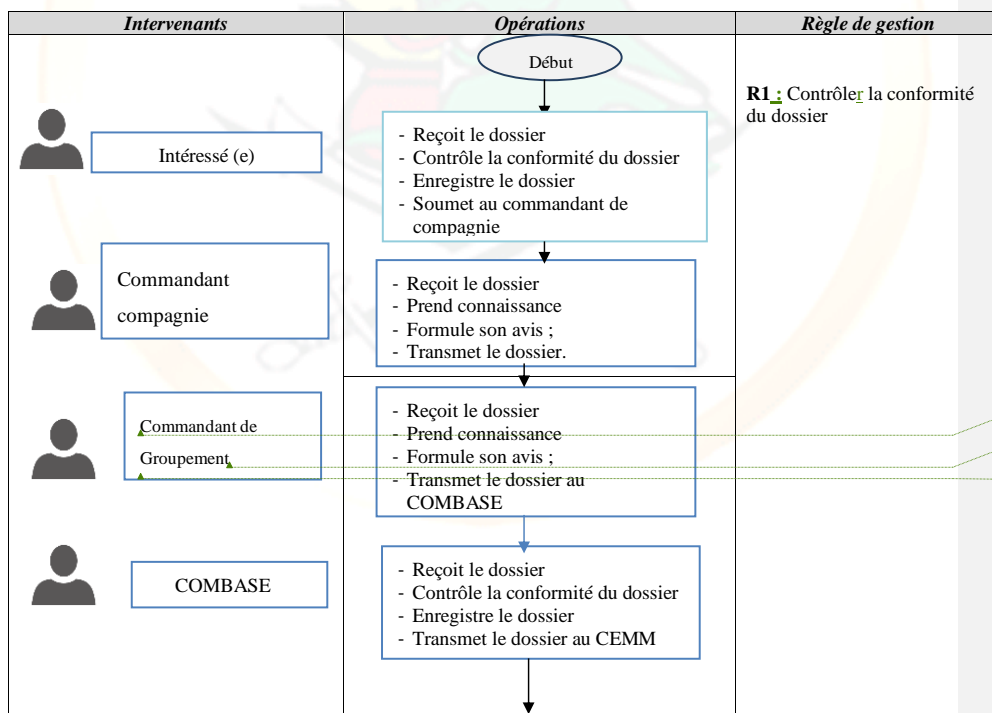 Intervenants
Opérations
Règle de gestion
Début
R1 : Contrôler la conformité
du dossier
Intéressé (e)
- Reçoit le dossier
- Contrôle la conformité du dossier
- Enregistre le dossier
- Soumet au commandant de
compagnie
Commandant
compagnie
- Reçoit le dossier
- Prend connaissance
- Formule son avis ;
- Transmet le dossier.
Commandant de
Groupement
- Reçoit le dossier
- Prend connaissance
- Formule son avis ;
- Transmet le dossier au
COMBASE
COMBASE
- Reçoit le dossier
- Contrôle la conformité du dossier
- Enregistre le dossier
- Transmet le dossier au CEMM